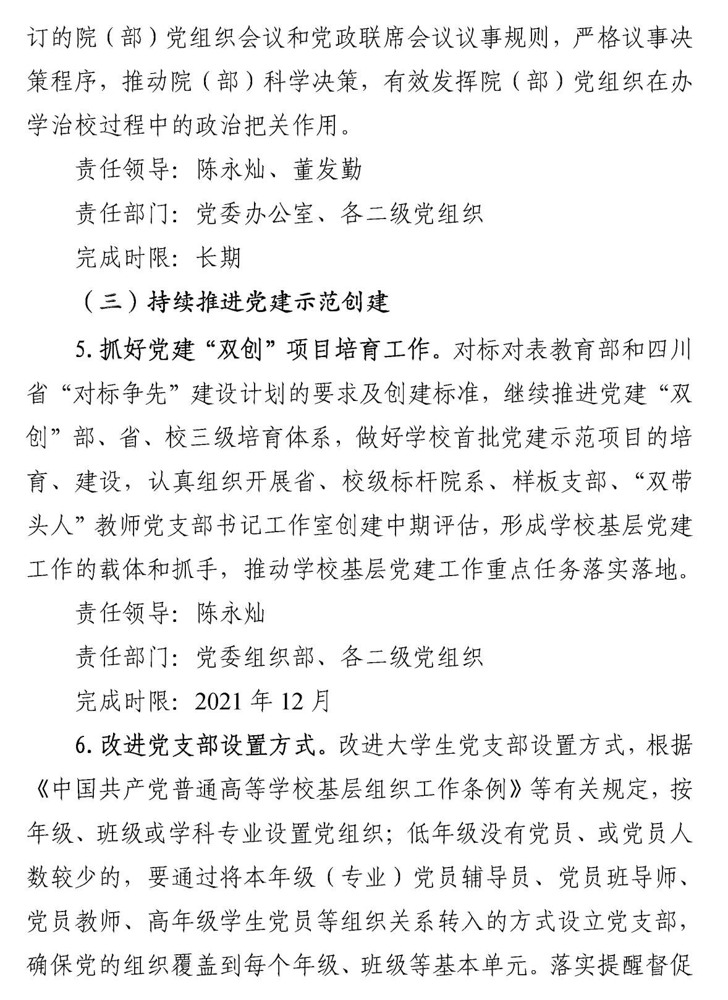 订的院（部）党组织会议和党政联席会议议事规则，严格议事决
策程序，推动院（部）科学决策，有效发挥院（部）党组织在办
学治校过程中的政治把关作用。
责任领导：陈永灿、董发勤
责任部门：党委办公室、各二级党组织
完成时限：长期
（三）持续推进党建示范创建
5. 抓好党建“双创”项目培育工作。对标对表教育部和四川
省“对标争先”建设计划的要求及创建标准，继续推进党建“双
创”部、省、校三级培育体系，做好学校首批党建示范项目的培
育、建设，认真组织开展省、校级标杆院系、样板支部、“双带
头人”教师党支部书记工作室创建中期评估，形成学校基层党建
工作的载体和抓手，推动学校基层党建工作重点任务落实落地。
责任领导：陈永灿
责任部门：党委组织部、各二级党组织
完成时限：2021 年 12 月
6. 改进党支部设置方式。改进大学生党支部设置方式，根据
《中国共产党普通高等学校基层组织工作条例》等有关规定，按
年级、班级或学科专业设置党组织；低年级没有党员、或党员人
数较少的，要通过将本年级（专业）党员辅导员、党员班导师、
党员教师、高年级学生党员等组织关系转入的方式设立党支部，
确保党的组织覆盖到每个年级、班级等基本单元。落实提醒督促